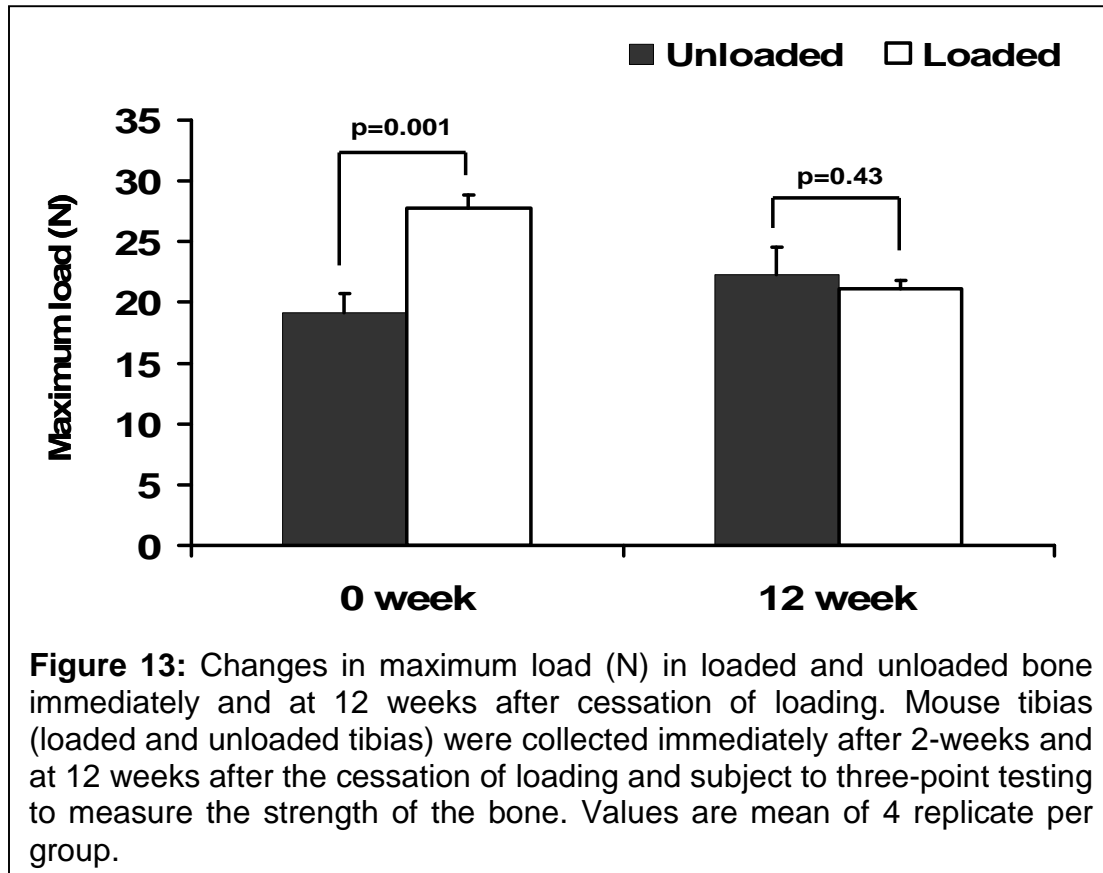 Unloaded Loaded
35
30
25
20
15
10
5
0
Maximum load (N)
p=0.001
p=0.43
0 week
12 week
Figure 13: Changes in maximum load (N) in loaded and unloaded bone
immediately and at 12 weeks after cessation of loading. Mouse tibias
(loaded and unloaded tibias) were collected immediately after 2-weeks and
at 12 weeks after the cessation of loading and subject to three-point testing
to measure the strength of the bone. Values are mean of 4 replicate per
group.